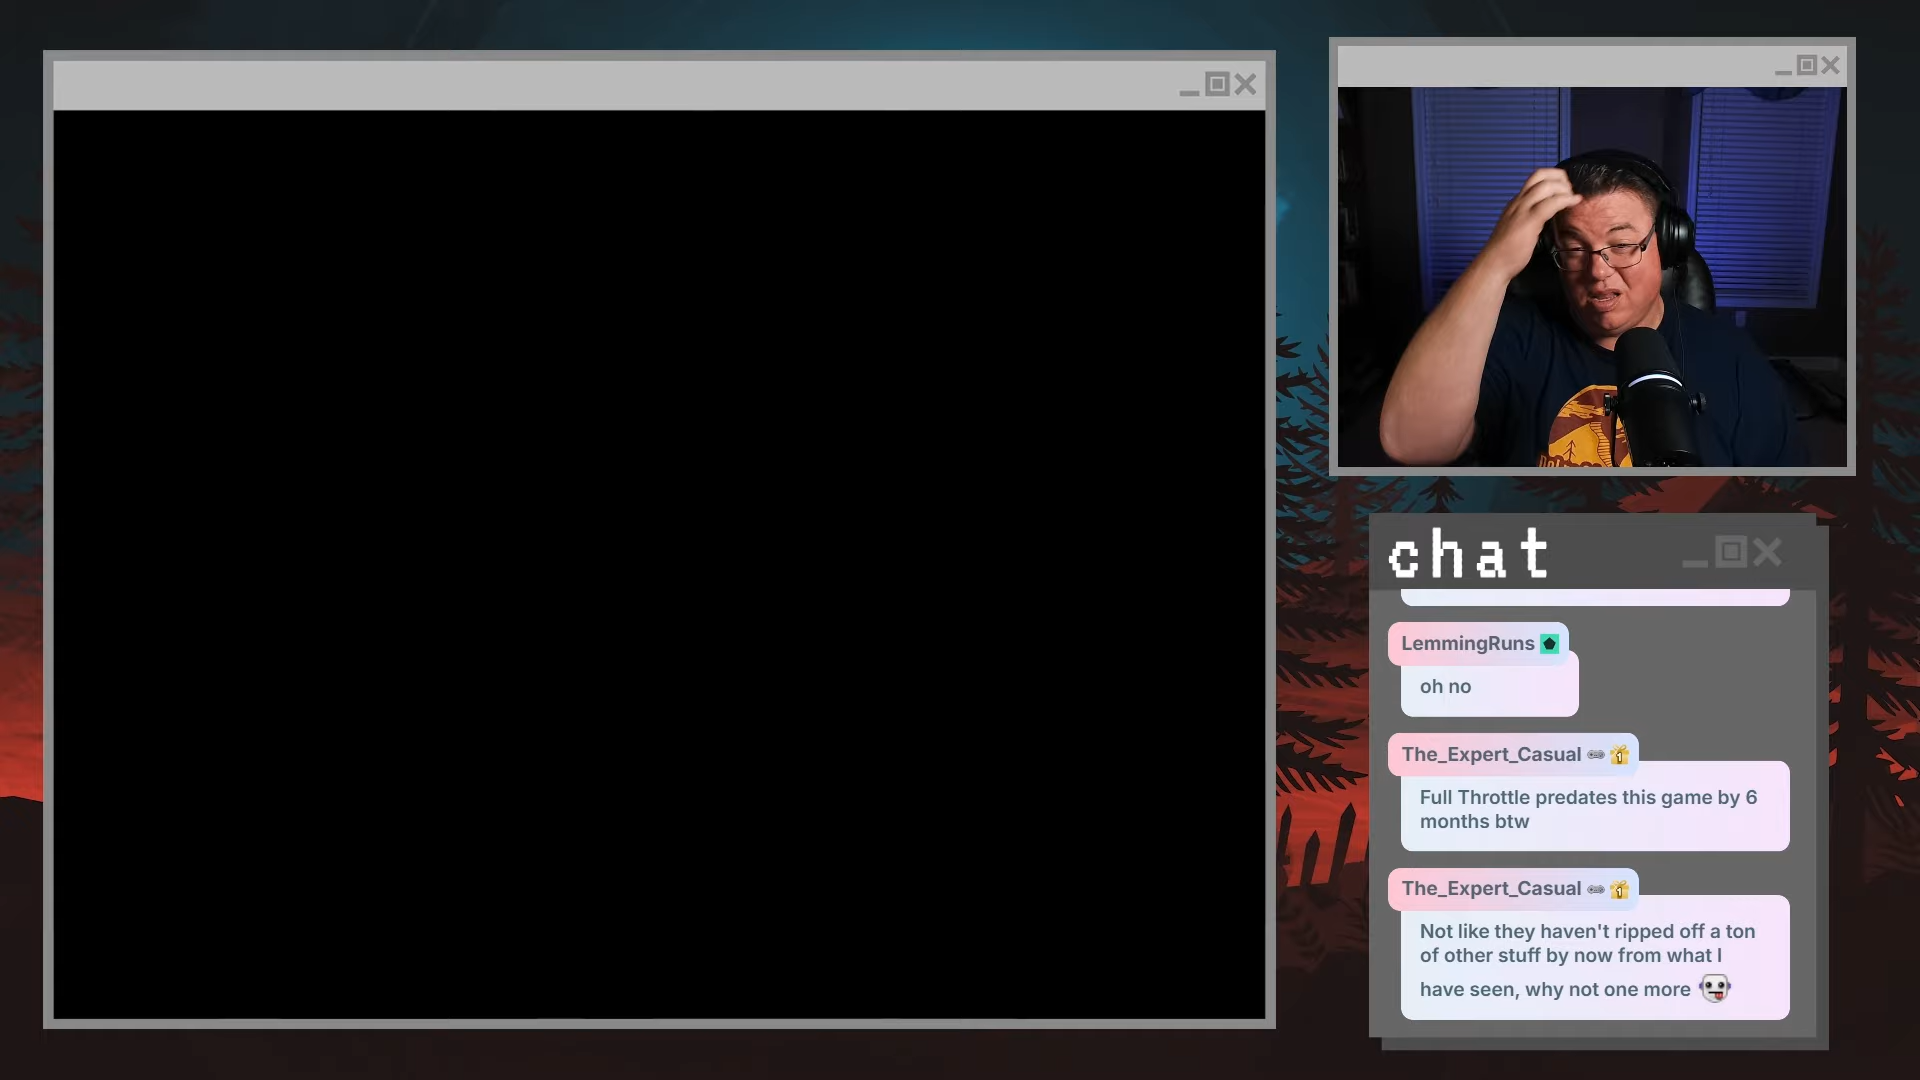 chat
LemmingRuns
oh no
The_Expert_Casual
Full Throttle predates this game by 6
months btw
The_Expert_Casual
Not like they haven't ripped off a ton
of other stuff by now from what I
have seen, why not one more